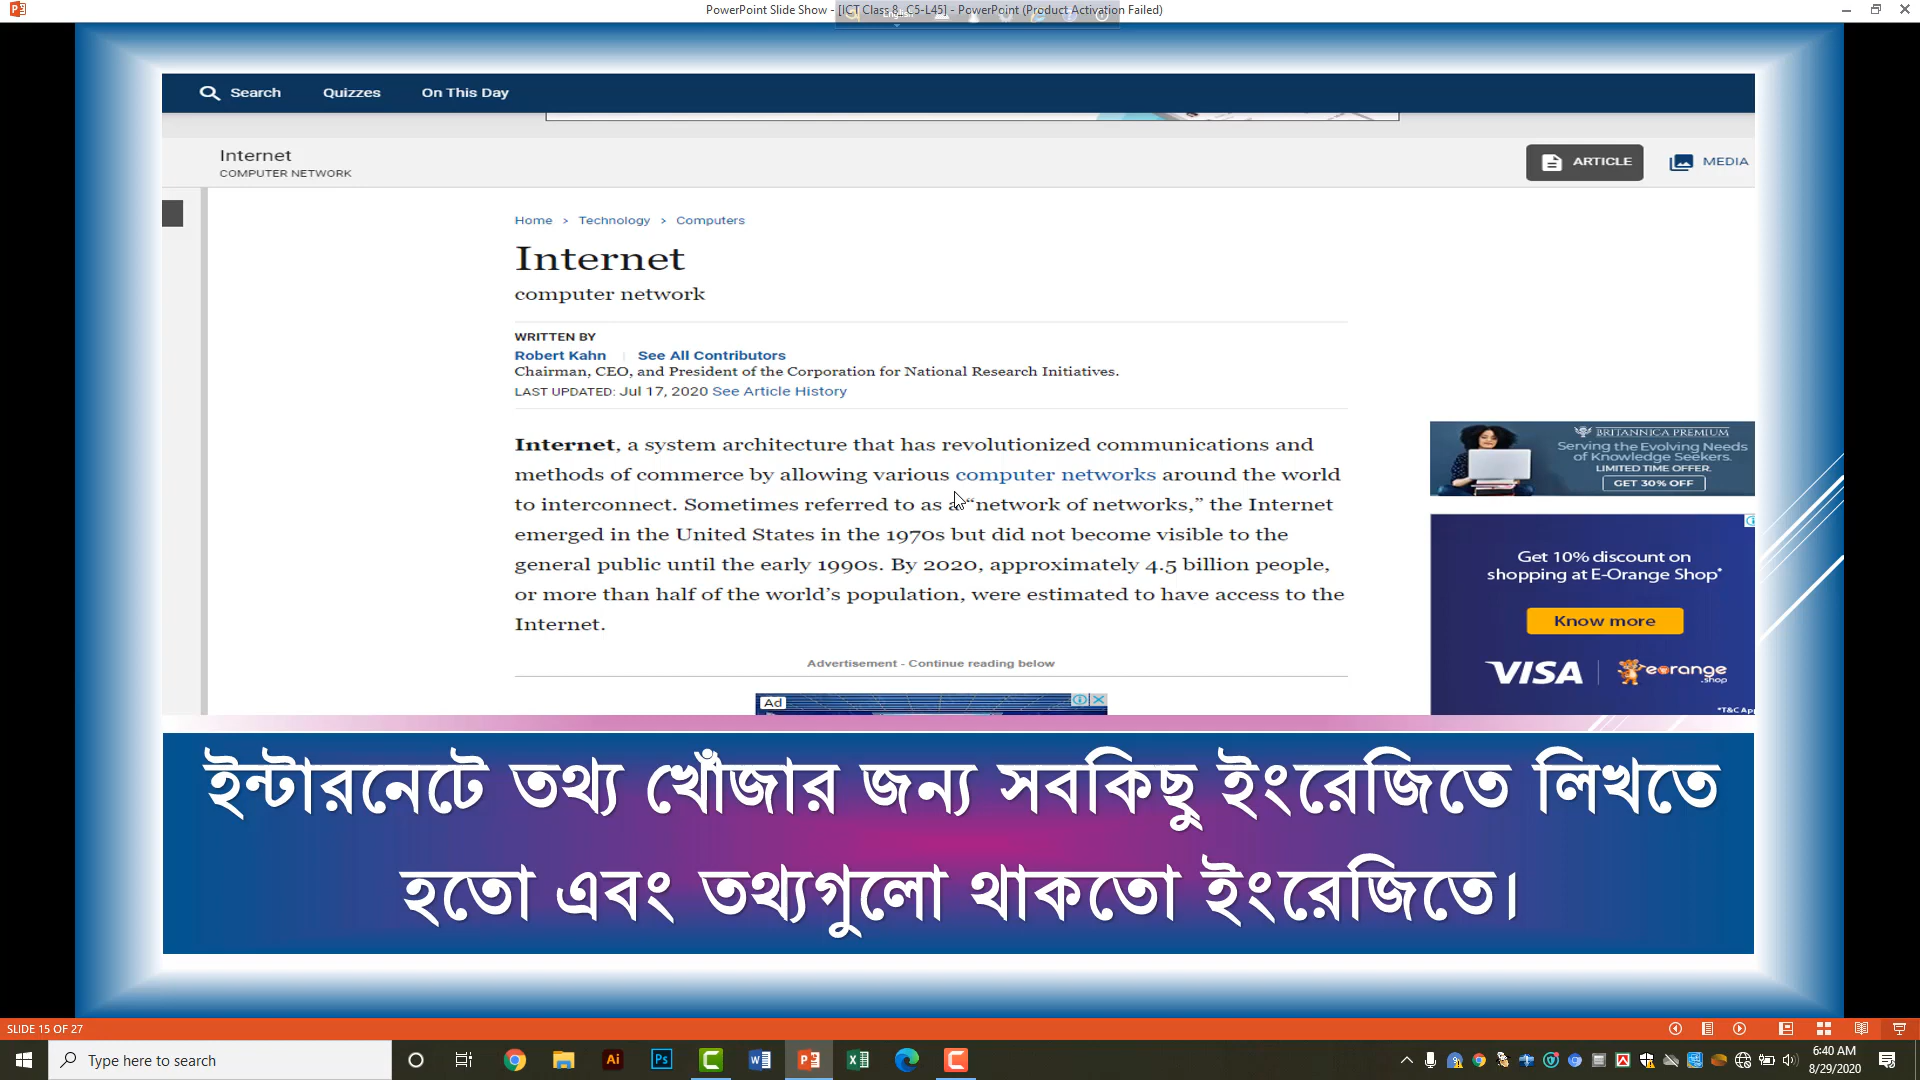 PowerPoint Slide Show - [ICT Class 8_C5-L45] - PowerPoint (Product Activation Failed)
Search Quizzes On This Day
Internet
COMPUTER NETWORK
ARTICLE MEDIA
Home > Technology > Computers
Internet
computer network
WRITTEN BY
Robert Kahn | See All Contributors
Chairman, CEO, and President of the Corporation for National Research Initiatives.
LAST UPDATED: Jul 17, 2020 See Article History
Internet, a system architecture that has revolutionized communications and
methods of commerce by allowing various computer networks around the world
to interconnect. Sometimes referred to as a “network of networks,” the Internet
emerged in the United States in the 1970s but did not become visible to the
general public until the early 1990s. By 2020, approximately 4.5 billion people,
or more than half of the world’s population, were estimated to have access to the
Internet.
Advertisement - Continue reading below
Ad
BRITANNICA PREMIUM
Serving the Evolving Needs
of Knowledge Seekers.
LIMITED TIME OFFER.
GET 30% OFF
Get 10% discount on
shopping at E-Orange Shop*
Know more
VISA | eorange
.shop
*T&C Ap
ইন্টারনেটে তথ্য খোঁজার জন্য সবকিছু ইংরেজিতে লিখতে
হতো এবং তথ্যগুলো থাকতো ইংরেজিতে।
SLIDE 15 OF 27
Type here to search
6:40 AM
8/29/2020